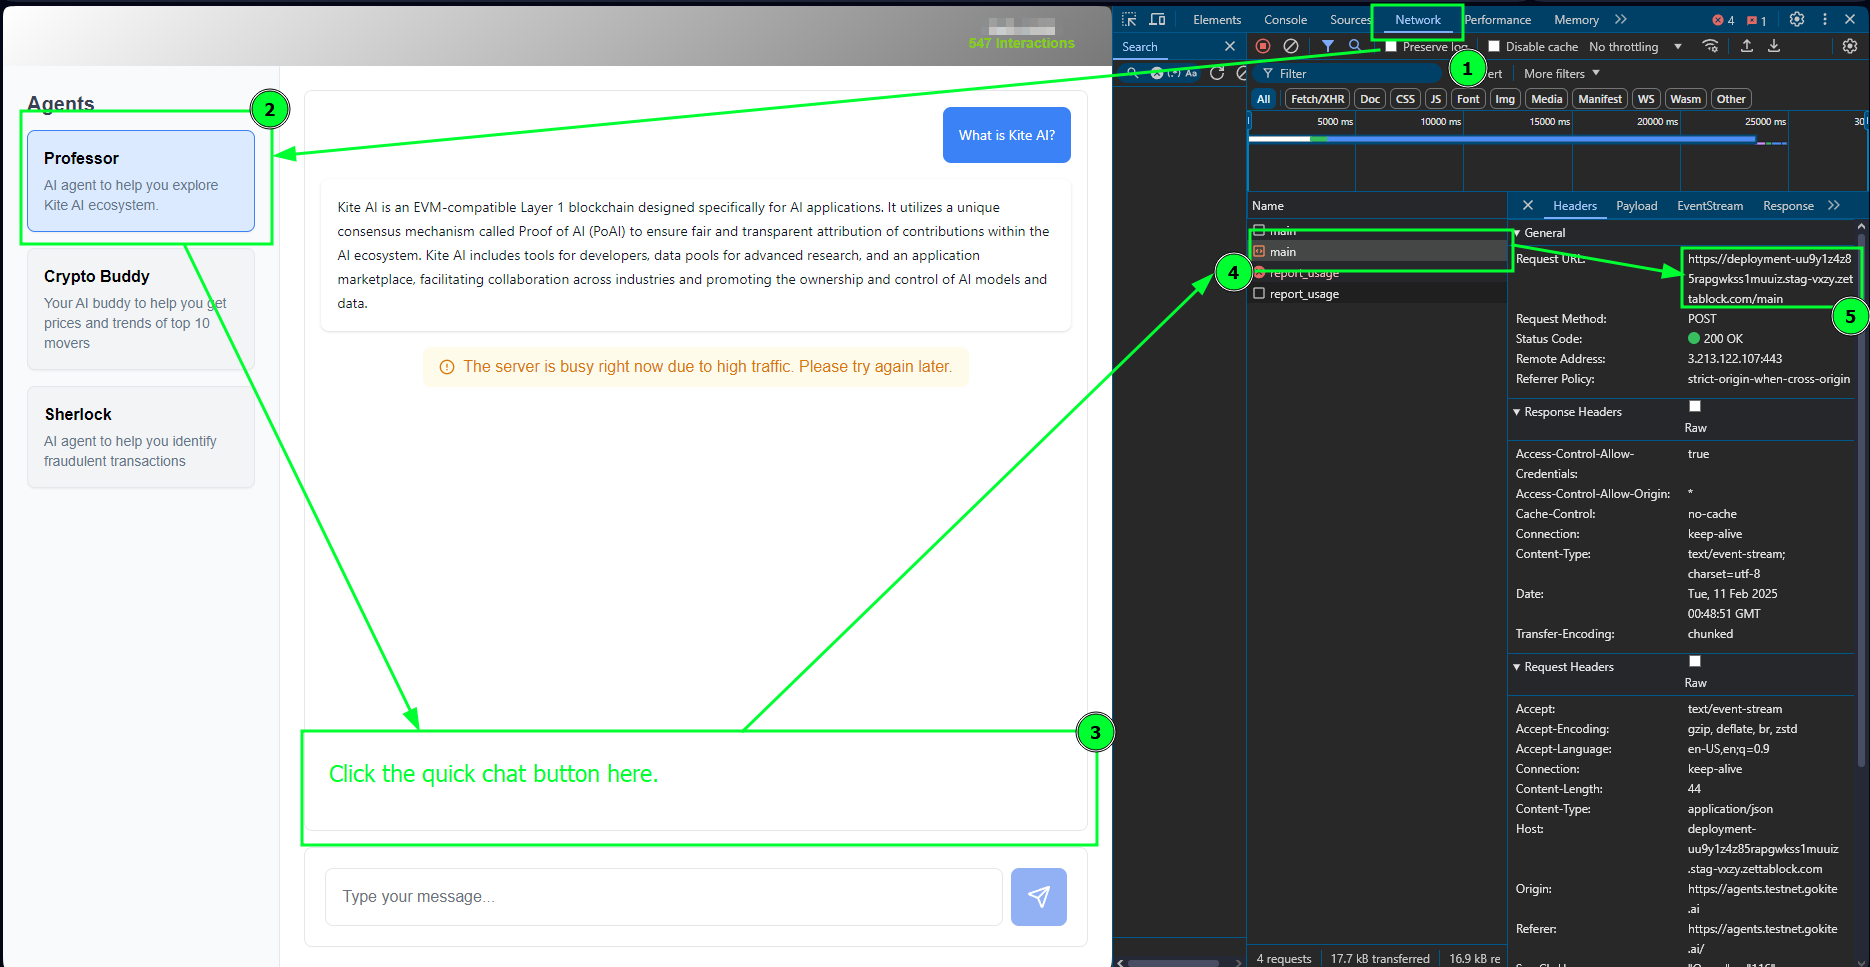 547 Interactions
Agents
Professor
AI agent to help you explore
Kite AI ecosystem.
Crypto Buddy
Your AI buddy to help you get
prices and trends of top 10
movers
Sherlock
AI agent to help you identify
fraudulent transactions
What is Kite AI?
Kite AI is an EVM-compatible Layer 1 blockchain designed specifically for AI applications. It utilizes a unique
consensus mechanism called Proof of AI (PoAI) to ensure fair and transparent attribution of contributions within the
AI ecosystem. Kite AI includes tools for developers, data pools for advanced research, and an application
marketplace, facilitating collaboration across industries and promoting the ownership and control of AI models and
data.
The server is busy right now due to high traffic. Please try again later.
Click the quick chat button here.
Type your message...
1
2
3
4
5
Elements Console Sources Network Performance Memory 4 1
Search
Preserve log Disable cache No throttling
Aa
Filter More filters
All Fetch/XHR Doc CSS JS Font Img Media Manifest WS Wasm Other
5000 ms 10000 ms 15000 ms 20000 ms 25000 ms
Name
main
main
report_usage
report_usage
Headers Payload EventStream Response
General
Request URL: https://deployment-uu9y1z4z8
5rapgwkss1muuiz.stag-vxzy.zet
tablock.com/main
Request Method: POST
Status Code: 200 OK
Remote Address: 3.213.122.107:443
Referrer Policy: strict-origin-when-cross-origin
Response Headers
Raw
Access-Control-Allow- true
Credentials:
Access-Control-Allow-Origin: *
Cache-Control: no-cache
Connection: keep-alive
Content-Type: text/event-stream;
charset=utf-8
Date: Tue, 11 Feb 2025
00:48:51 GMT
Transfer-Encoding: chunked
Request Headers
Raw
Accept: text/event-stream
Accept-Encoding: gzip, deflate, br, zstd
Accept-Language: en-US,en;q=0.9
Connection: keep-alive
Content-Length: 44
Content-Type: application/json
Host: deployment-
uu9y1z4z85rapgwkss1muuiz
.stag-vxzy.zettablock.com
Origin: https://agents.testnet.gokite
.ai
Referer: https://agents.testnet.gokite
.ai/
4 requests 17.7 kB transferred 16.9 kB re